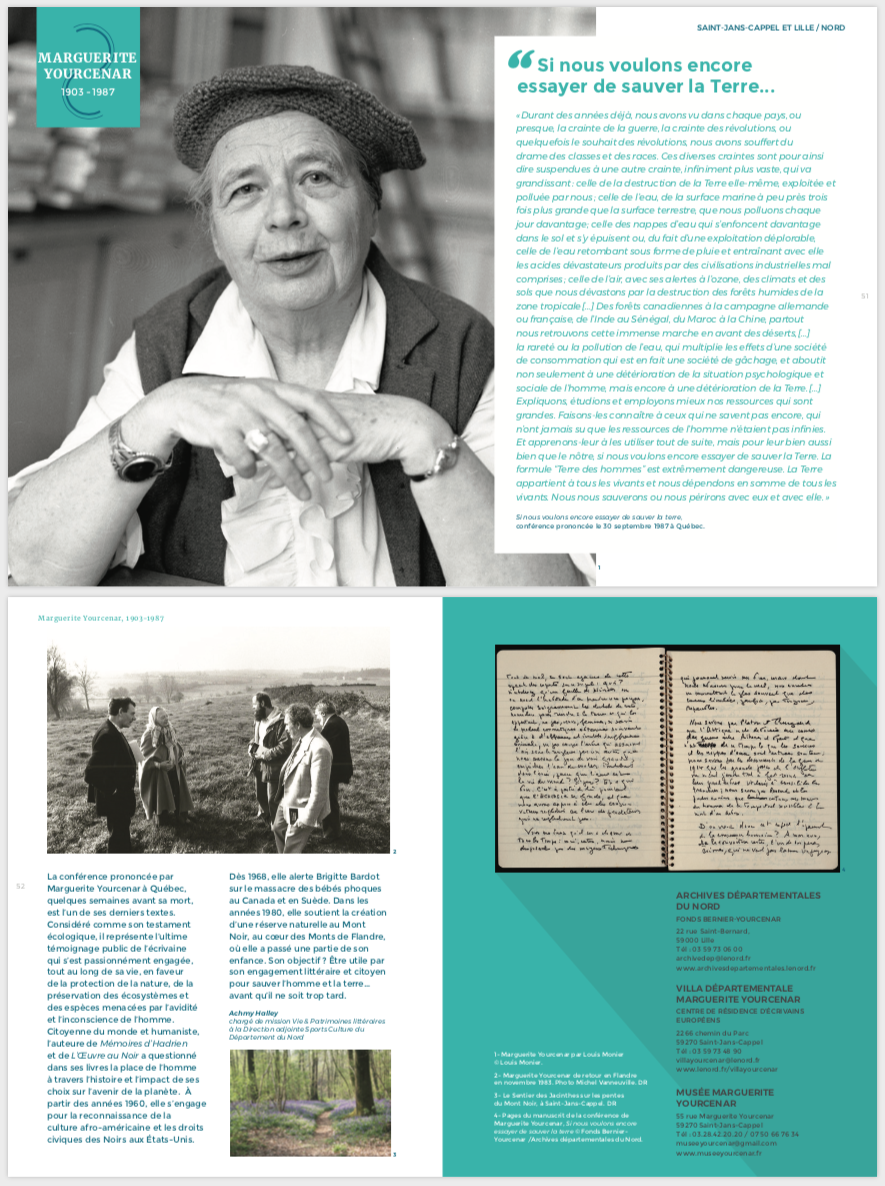 MARGUERITE
YOURCENAR
1903 - 1987
SAINT-JANS-CAPPEL ET LILLE / NORD
“ Si nous voulons encore
essayer de sauver la Terre...
« Durant des années déjà, nous avons vu dans chaque pays, ou
presque, la crainte de la guerre, la crainte des révolutions, ou
quelquefois le souhait des révolutions, nous avons souffert du
drame des classes et des races. Ces diverses craintes sont pour ainsi
dire suspendues à une autre crainte, infiniment plus vaste, qui va
grandissant : celle de la destruction de la Terre elle-même, exploitée et
polluée par nous ; celle de l'eau, de la surface marine à peu près trois
fois plus grande que la surface terrestre, que nous polluons chaque
jour davantage; celle des nappes d'eau qui s'enfoncent davantage
dans le sol et s'y épuisent ou, du fait d'une exploitation déplorable,
celle de l'eau retombant sous forme de pluie et entraînant avec elle
les acides dévastateurs produits par des civilisations industrielles mal
comprises ; celle de l'air, avec ses alertes à l'ozone, des climats et des
sols que nous dévastons par la destruction des forêts humides de la
zone tropicale [...] Des forêts canadiennes à la campagne allemande
ou française, de l'Inde au Sénégal, du Maroc à la Chine, partout
nous retrouvons cette immense marche en avant des déserts, [...]
la rareté ou la pollution de l'eau, qui multiplie les effets d'une société
de consommation qui est en fait une société de gâchage, et aboutit
non seulement à une détérioration de la situation psychologique et
sociale de l'homme, mais encore à une détérioration de la Terre. [...]
Expliquons, étudions et employons mieux nos ressources qui sont
grandes. Faisons-les connaître à ceux qui ne savent pas encore, qui
n'ont jamais su que les ressources de l'homme n'étaient pas infinies.
Et apprenons-leur à les utiliser tout de suite, mais pour leur bien aussi
bien que le nôtre, si nous voulons encore essayer de sauver la Terre. La
formule "Terre des hommes" est extrêmement dangereuse. La Terre
appartient à tous les vivants et nous dépendons en somme de tous les
vivants. Nous nous sauverons ou nous périrons avec eux et avec elle. »
Si nous voulons encore essayer de sauver la terre,
conférence prononcée le 30 septembre 1987 à Québec.
51
1
Marguerite Yourcenar, 1903-1987
2
52
La conférence prononcée par
Marguerite Yourcenar à Québec,
quelques semaines avant sa mort,
est l'un de ses derniers textes.
Considéré comme son testament
écologique, il représente l'ultime
témoignage public de l'écrivaine
qui s'est passionnément engagée,
tout au long de sa vie, en faveur
de la protection de la nature, de la
préservation des écosystèmes et
des espèces menacées par l'avidité
et l'inconscience de l'homme.
Citoyenne du monde et humaniste,
l'auteure de Mémoires d'Hadrien
et de L'Œuvre au Noir a questionné
dans ses livres la place de l'homme
à travers l'histoire et l'impact de ses
choix sur l'avenir de la planète. À
partir des années 1960, elle s'engage
pour la reconnaissance de la
culture afro-américaine et les droits
civiques des Noirs aux États-Unis.
Dès 1968, elle alerte Brigitte Bardot
sur le massacre des bébés phoques
au Canada et en Suède. Dans les
années 1980, elle soutient la création
d'une réserve naturelle au Mont
Noir, au cœur des Monts de Flandre,
où elle a passé une partie de son
enfance. Son objectif ? Être utile par
son engagement littéraire et citoyen
pour sauver l'homme et la terre...
avant qu'il ne soit trop tard.
Achmy Halley
chargé de mission Vie & Patrimoines littéraires
à la Direction adjointe Sports Culture du
Département du Nord
3
1- Marguerite Yourcenar par Louis Monier
© Louis Monier.
2- Marguerite Yourcenar de retour en Flandre
en novembre 1983. Photo Michel Vanneuville. DR
3- Le Sentier des Jacinthes sur les pentes
du Mont Noir, à Saint-Jans-Cappel. DR
4- Pages du manuscrit de la conférence de
Marguerite Yourcenar, Si nous voulons encore
essayer de sauver la terre © Fonds Bernier-
Yourcenar / Archives départementales du Nord.
ARCHIVES DÉPARTEMENTALES
DU NORD
FONDS BERNIER-YOURCENAR
22 rue Saint-Bernard,
59000 Lille
Tél : 03 59 73 06 00
archivedep@lenord.fr
www.archivesdepartementales.lenord.fr
VILLA DÉPARTEMENTALE
MARGUERITE YOURCENAR
CENTRE DE RÉSIDENCE D'ÉCRIVAINS
EUROPÉENS
2266 chemin du Parc
59270 Saint-Jans-Cappel
Tél : 03 59 73 48 90
villayourcenar@lenord.fr
www.lenord.fr/villayourcenar
MUSÉE MARGUERITE
YOURCENAR
55 rue Marguerite Yourcenar
59270 Saint-Jans-Cappel
Tél : 03.28.42.20.20 / 07 50 66 76 34
museeyourcenar@gmail.com
www.museeyourcenar.fr